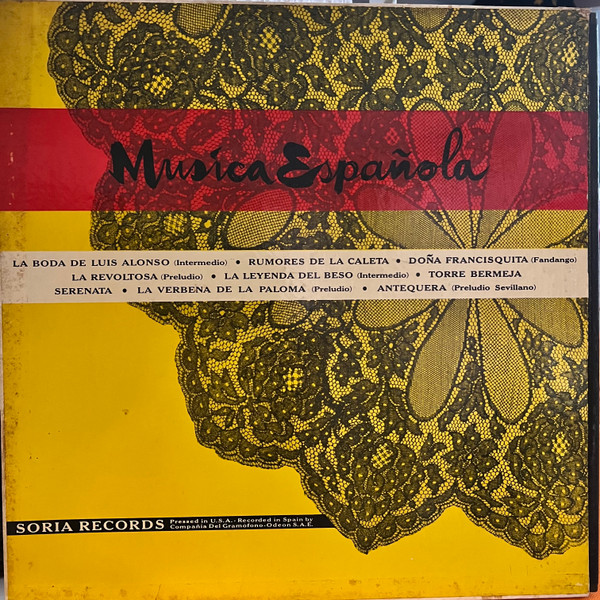 Musica Española
LA BODA DE LUIS ALONSO (Intermedio) • RUMORES DE LA CALETA • DOÑA FRANCISQUITA (Fandango)
LA REVOLTOSA (Preludio) • LA LEYENDA DEL BESO (Intermedio) • TORRE BERMEJA
SERENATA • LA VERBENA DE LA PALOMA (Preludio) • ANTEQUERA (Preludio Sevillano)
SORIA RECORDS
Pressed in U.S.A.-Recorded in Spain by
Compañia Del Gramofono-Odeon S.A.E.